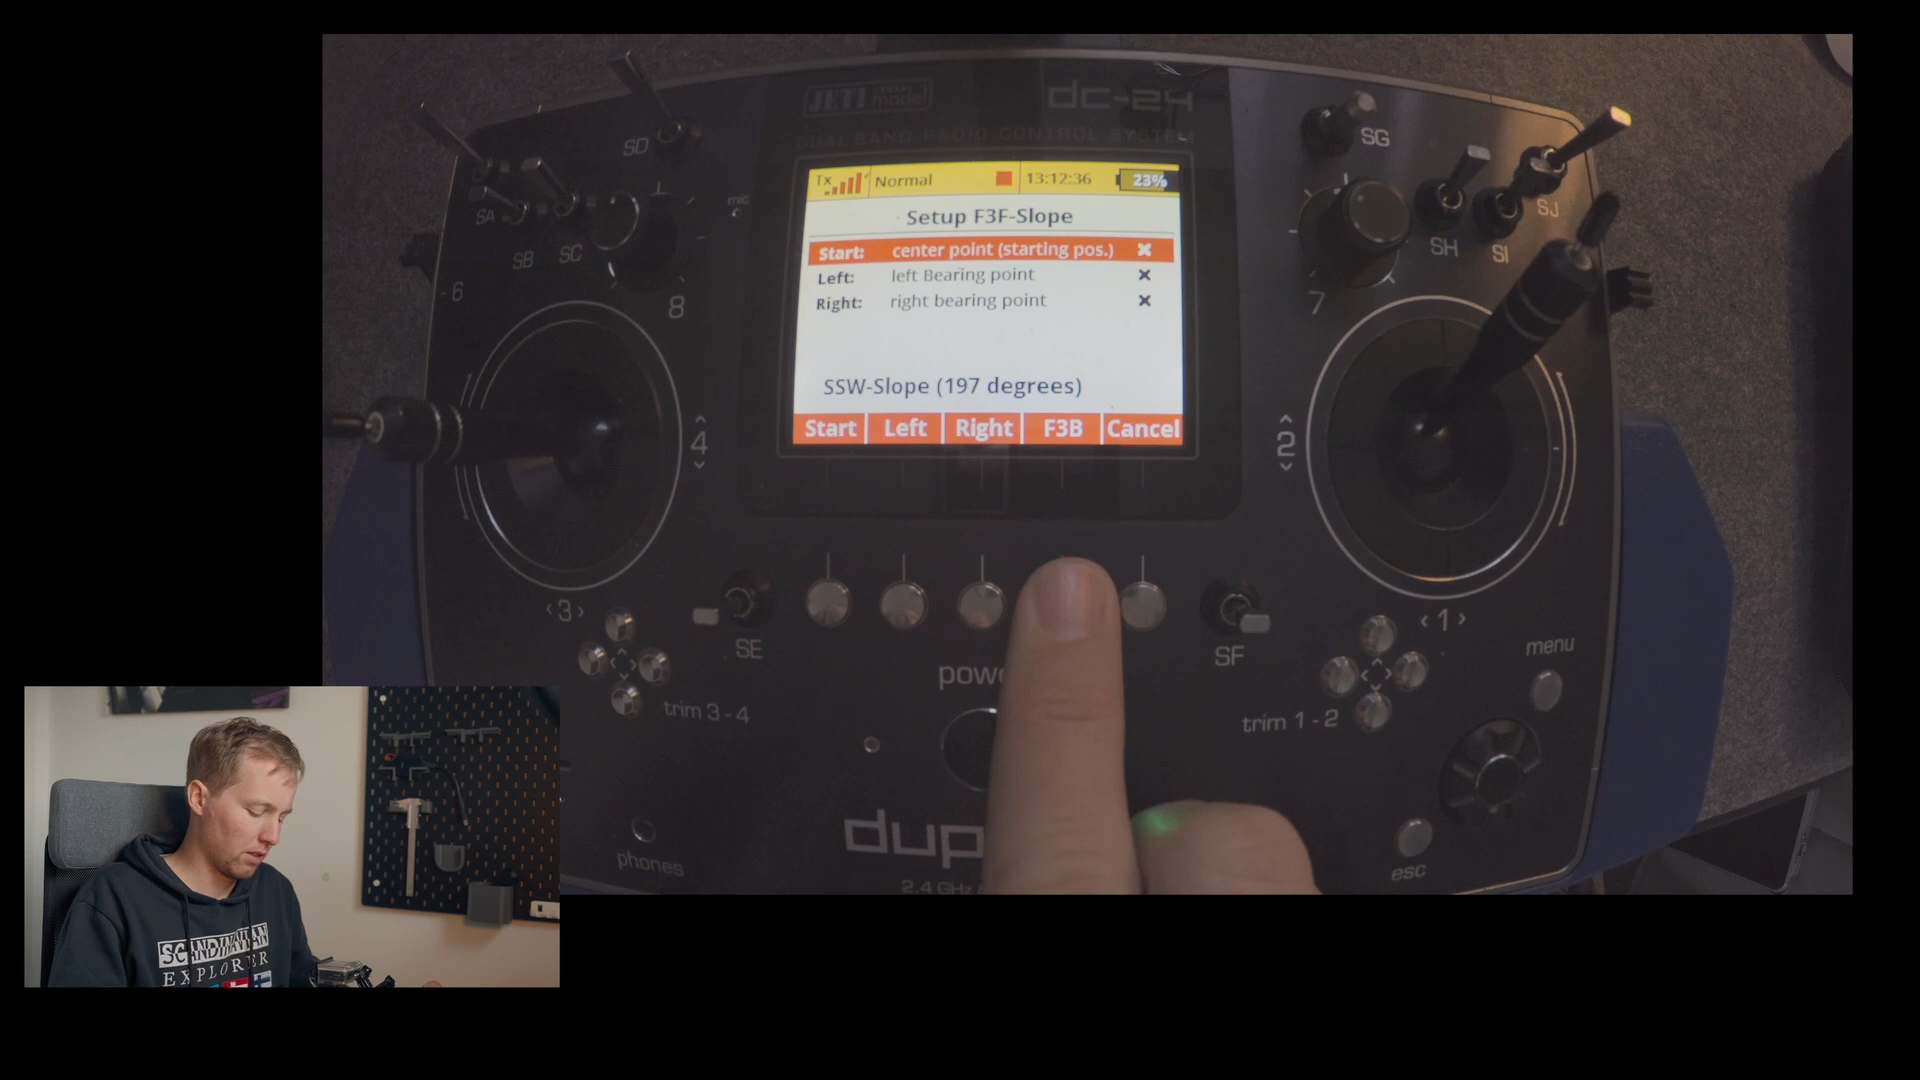 JETI model
dc-24
DUAL BAND RADIO CONTROL SYSTEM
Tx Normal 13:12:36 23%
Setup F3F-Slope
Start: center point (starting pos.)
Left: left Bearing point
Right: right bearing point
SSW-Slope (197 degrees)
Start Left Right F3B Cancel
SD
SG
SA
SB
SC
mic
SJ
SH
SI
6
8
7
4
2
3
1
SE
SF
menu
trim 3-4
trim 1-2
phones
esc
2.4 GHz
SCANDINAVIAN
EXPLORER